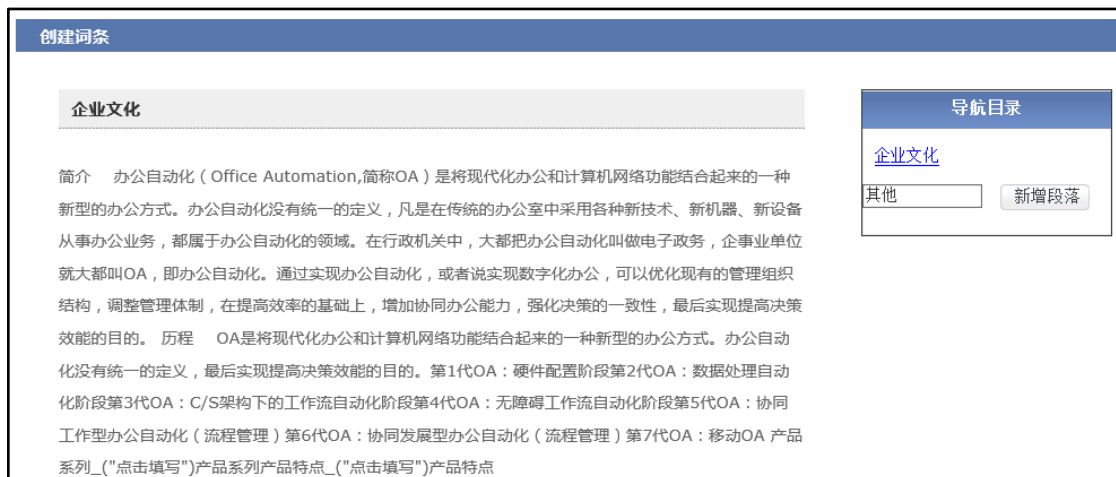 创建词条
企业文化
简介　办公自动化（Office Automation,简称OA）是将现代化办公和计算机网络功能结合起来的一种
新型的办公方式。办公自动化没有统一的定义，凡是在传统的办公室中采用各种新技术、新机器、新设备
从事办公业务，都属于办公自动化的领域。在行政机关中，大都把办公自动化叫做电子政务，企事业单位
就大都叫OA，即办公自动化。通过实现办公自动化，或者说实现数字化办公，可以优化现有的管理组织
结构，调整管理体制，在提高效率的基础上，增加协同办公能力，强化决策的一致性，最后实现提高决策
效能的目的。 历程　OA是将现代化办公和计算机网络功能结合起来的一种新型的办公方式。办公自动
化没有统一的定义，最后实现提高决策效能的目的。第1代OA：硬件配置阶段第2代OA：数据处理自动
化阶段第3代OA：C/S架构下的工作流自动化阶段第4代OA：无障碍工作流自动化阶段第5代OA：协同
工作型办公自动化（流程管理）第6代OA：协同发展型办公自动化（流程管理）第7代OA：移动OA 产品
系列_("点击填写")产品系列产品特点_("点击填写")产品特点
导航目录
企业文化
其他 新增段落